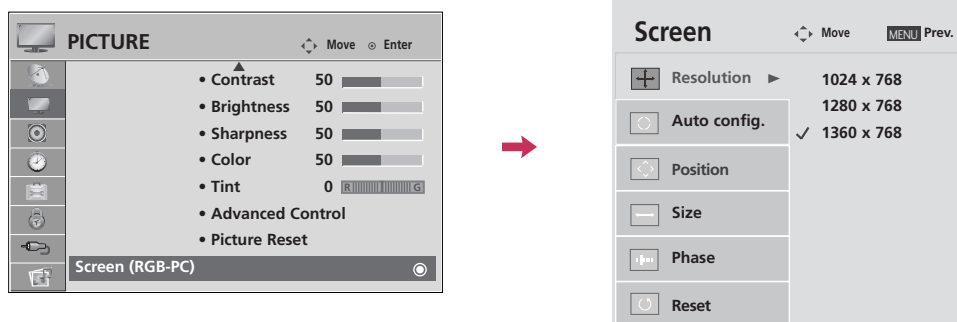 PICTURE
Move Enter
• Contrast 50
• Brightness 50
• Sharpness 50
• Color 50
• Tint 0 R G
• Advanced Control
• Picture Reset
Screen (RGB-PC)
Screen
Move MENU Prev.
Resolution ►
1024 x 768
1280 x 768
✓ 1360 x 768
Auto config.
Position
Size
Phase
Reset